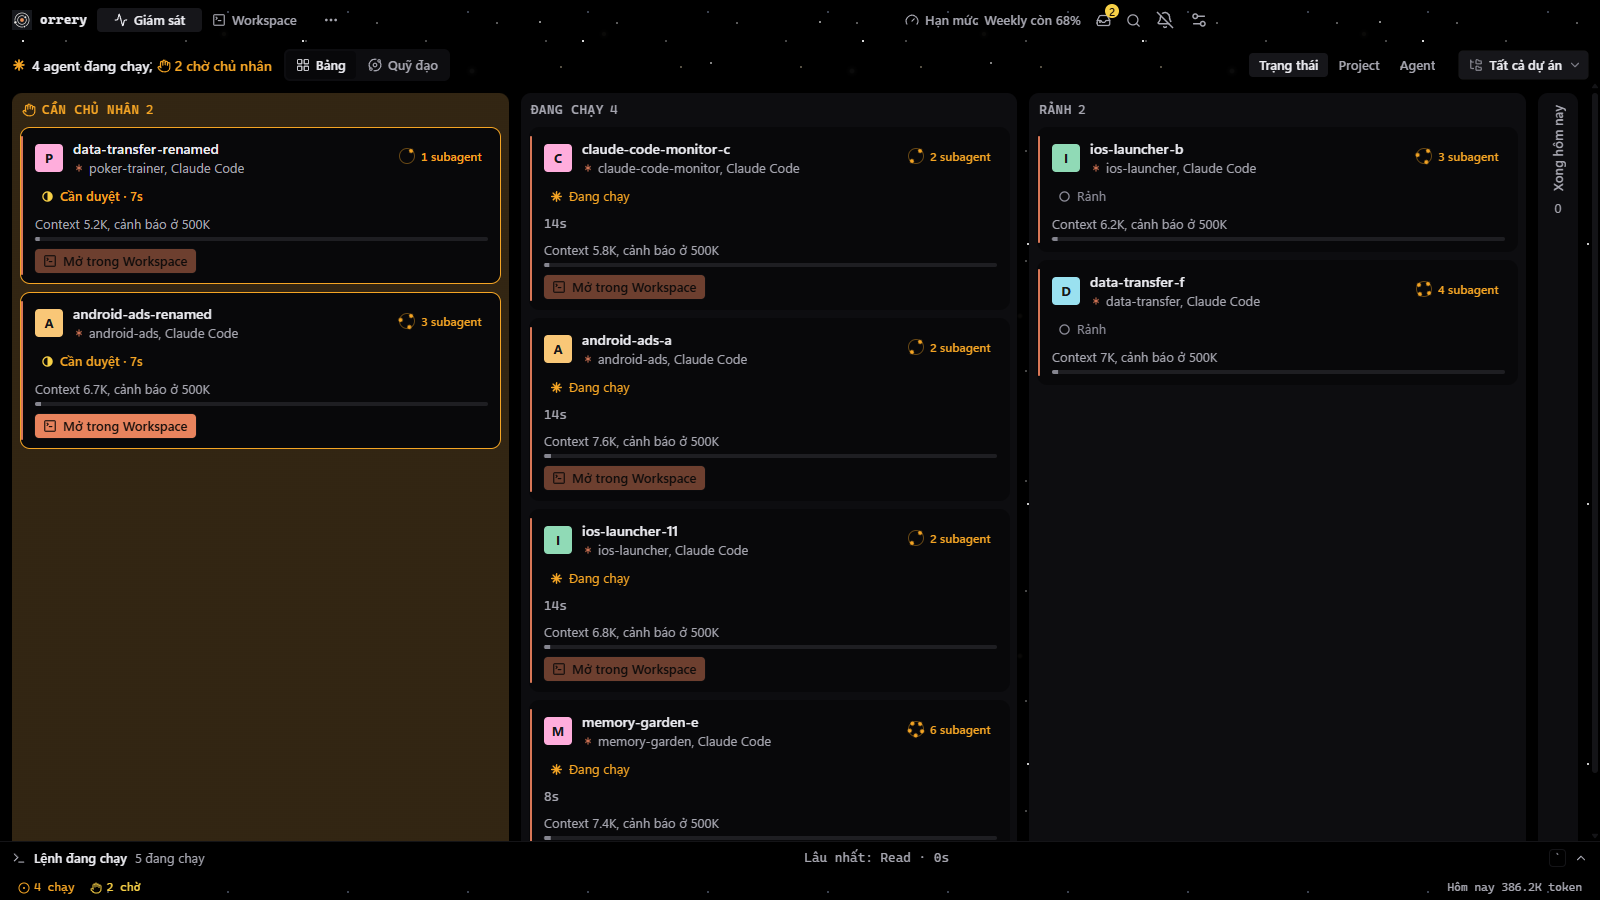 orrery
Giám sát
Workspace
Hạn mức Weekly còn 68%
2
4 agent đang chạy, 2 chờ chủ nhân
Bảng
Quỹ đạo
Trạng thái
Project
Agent
Tất cả dự án
CẦN CHỦ NHÂN 2
P
data-transfer-renamed
poker-trainer, Claude Code
1 subagent
Cần duyệt · 7s
Context 5.2K, cảnh báo ở 500K
Mở trong Workspace
A
android-ads-renamed
android-ads, Claude Code
3 subagent
Cần duyệt · 7s
Context 6.7K, cảnh báo ở 500K
Mở trong Workspace
ĐANG CHẠY 4
C
claude-code-monitor-c
claude-code-monitor, Claude Code
2 subagent
Đang chạy
14s
Context 5.8K, cảnh báo ở 500K
Mở trong Workspace
A
android-ads-a
android-ads, Claude Code
2 subagent
Đang chạy
14s
Context 7.6K, cảnh báo ở 500K
Mở trong Workspace
I
ios-launcher-11
ios-launcher, Claude Code
2 subagent
Đang chạy
14s
Context 6.8K, cảnh báo ở 500K
Mở trong Workspace
M
memory-garden-e
memory-garden, Claude Code
6 subagent
Đang chạy
8s
Context 7.4K, cảnh báo ở 500K
RẢNH 2
I
ios-launcher-b
ios-launcher, Claude Code
3 subagent
Rảnh
Context 6.2K, cảnh báo ở 500K
D
data-transfer-f
data-transfer, Claude Code
4 subagent
Rảnh
Context 7K, cảnh báo ở 500K
Xong hôm nay
0
Lệnh đang chạy 5 đang chạy
Lâu nhất: Read · 0s
`
4 chạy
2 chờ
Hôm nay 386.2K token